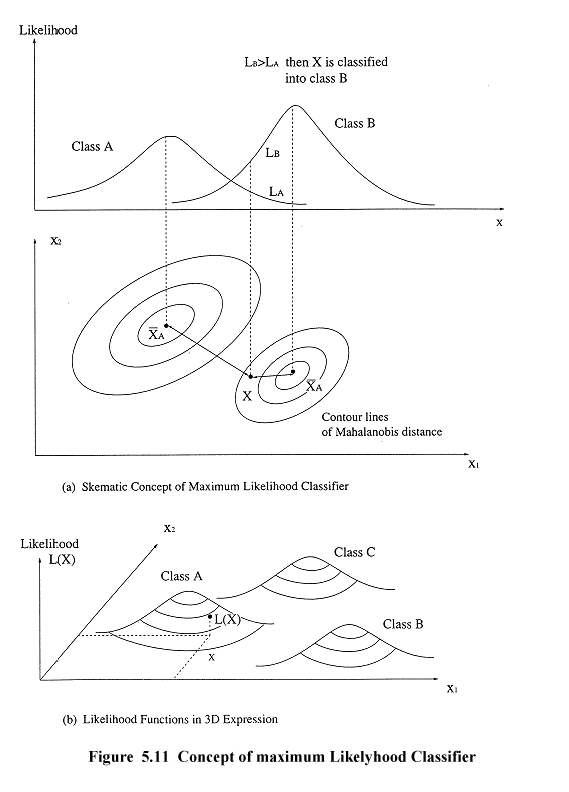 Likelihood
LB>LA then X is classified
into class B
Class A
Class B
LB
LA
X
X2
X̅A
X
X̅A
Contour lines
of Mahalanobis distance
X1
(a) Skematic Concept of Maximum Likelihood Classifier
X2
Likelihood
L(X)
Class C
Class A
L(X)
Class B
X
X1
(b) Likelihood Functions in 3D Expression
Figure 5.11 Concept of maximum Likelyhood Classifier